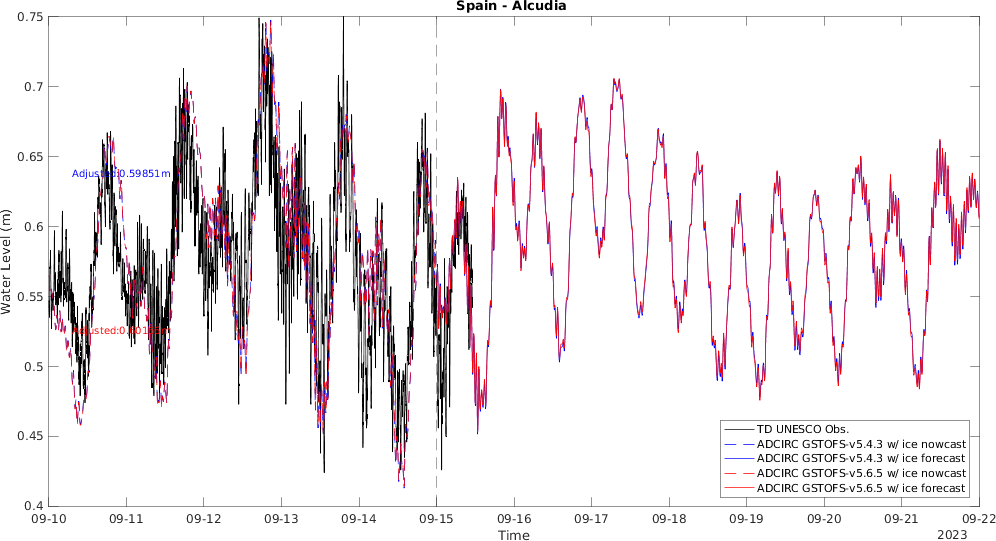 Spain - Alcudia
0.75
0.7
0.65
0.6
0.55
0.5
0.45
0.4
Water Level (m)
Adjusted:0.59851m
TD UNESCO Obs.
ADCIRC GSTOFS-v5.4.3 w/ ice nowcast
ADCIRC GSTOFS-v5.4.3 w/ ice forecast
ADCIRC GSTOFS-v5.6.5 w/ ice nowcast
ADCIRC GSTOFS-v5.6.5 w/ ice forecast
09-10 09-11 09-12 09-13 09-14 09-15 09-16 09-17 09-18 09-19 09-20 09-21 09-22
Time
2023